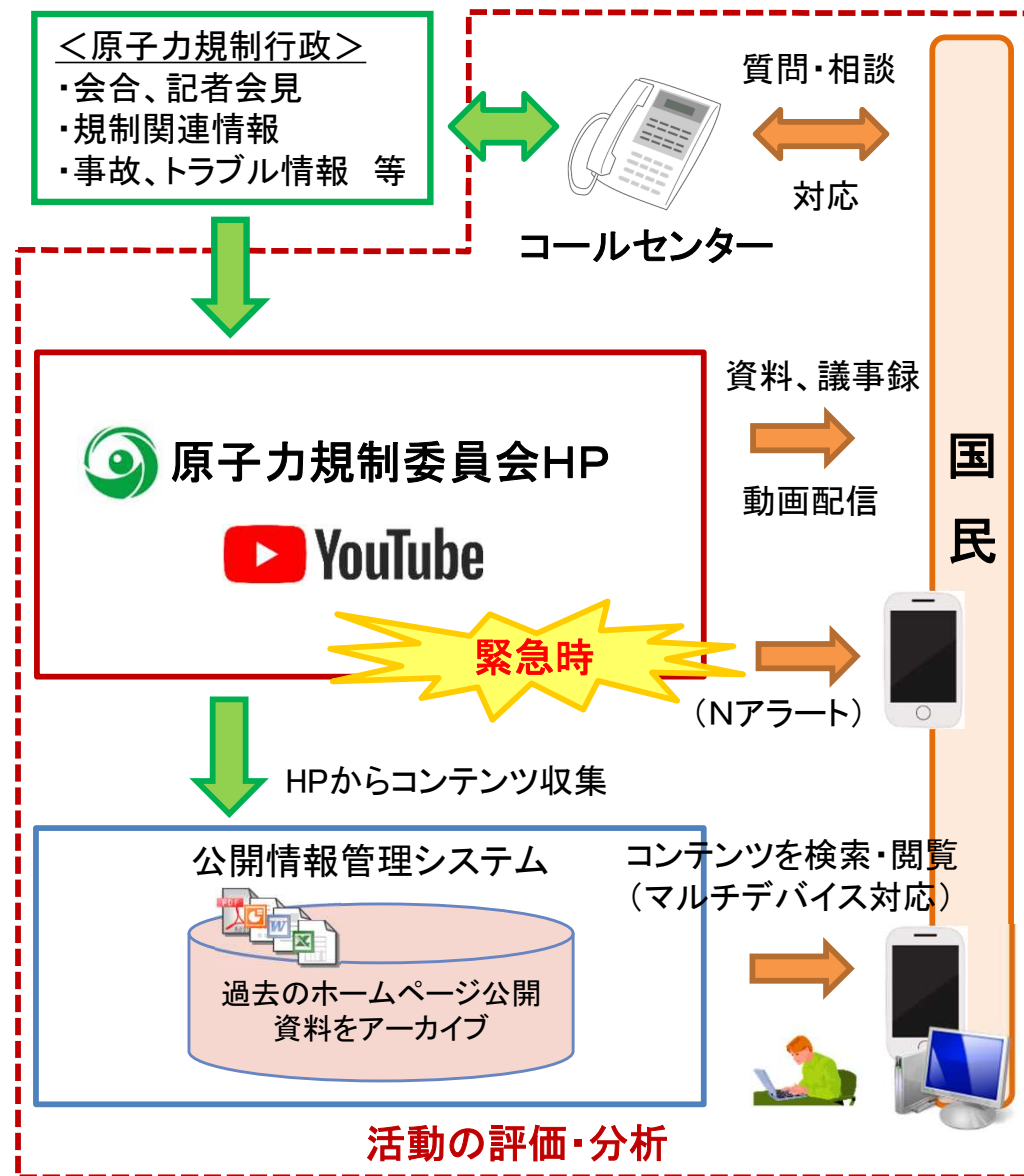 ＜原子力規制行政＞
・会合、記者会見
・規制関連情報
・事故、トラブル情報　等
質問・相談
対応
コールセンター
国民
資料、議事録
動画配信
原子力規制委員会HP
YouTube
緊急時
（Nアラート）
HPからコンテンツ収集
公開情報管理システム
PDF
W
X
過去のホームページ公開
資料をアーカイブ
コンテンツを検索・閲覧
（マルチデバイス対応）
活動の評価・分析